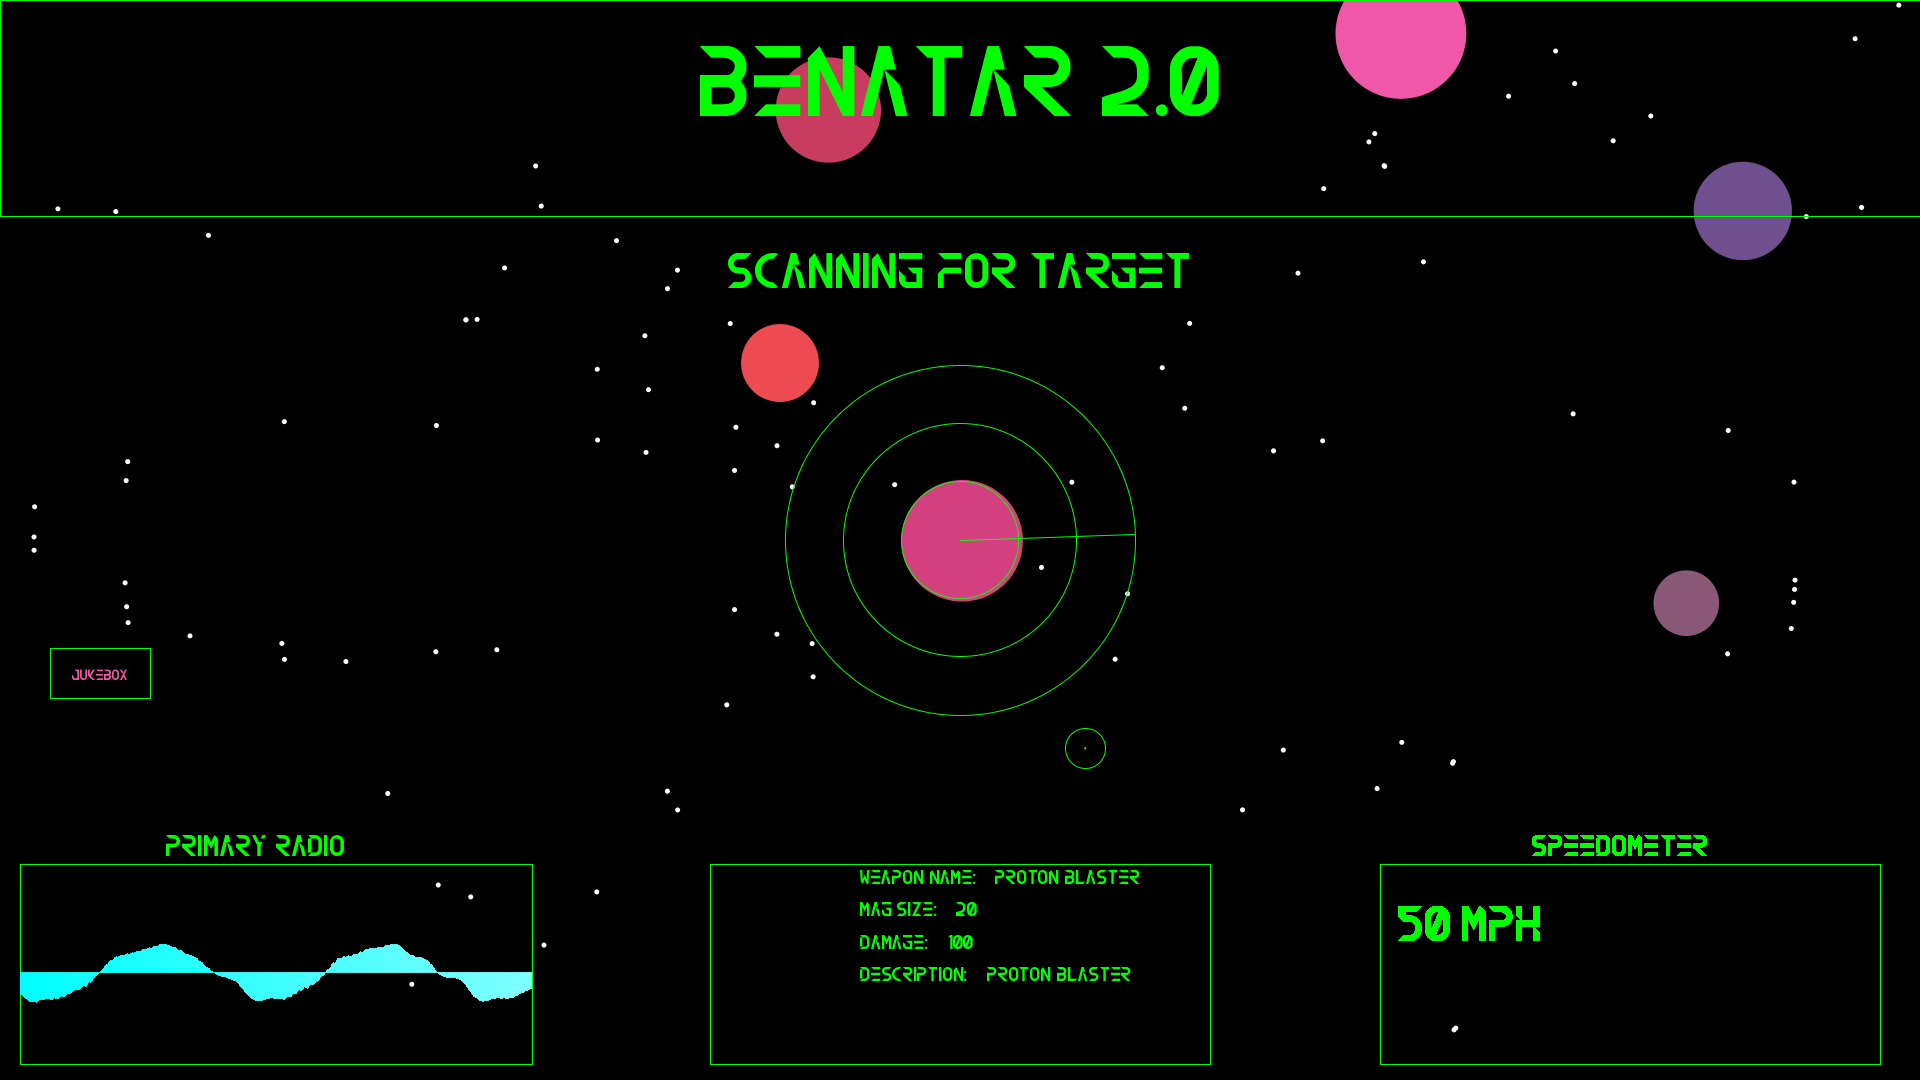 BENATAR 2.0
SCANNING FOR TARGET
JUKEBOX
PRIMARY RADIO
WEAPON NAME: PROTON BLASTER
MAG SIZE: 20
DAMAGE: 100
DESCRIPTION: PROTON BLASTER
SPEEDOMETER
50 MPH